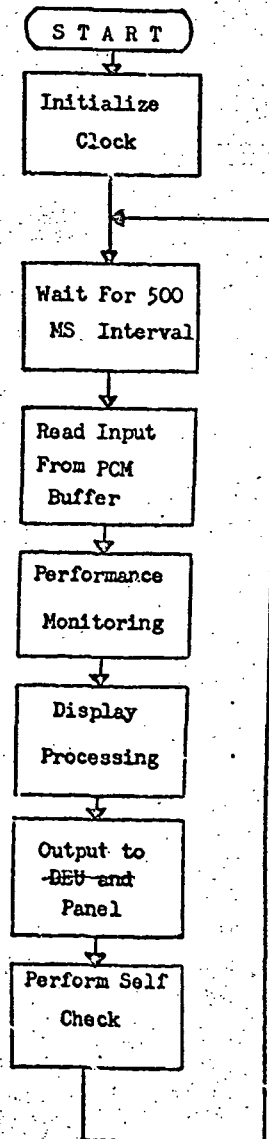 S T A R T
Initialize
Clock
Wait For 500
MS Interval
Read Input
From PCM
Buffer
Performance
Monitoring
Display
Processing
Output to
DEU and
Panel
Perform Self
Check